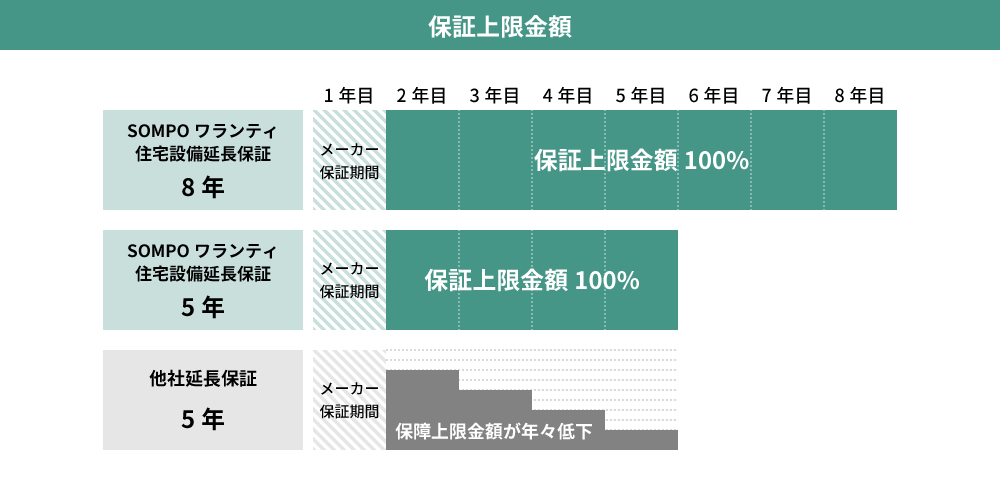 保証上限金額
1 年目 2 年目 3 年目 4 年目 5 年目 6 年目 7 年目 8 年目
SOMPO ワランティ
住宅設備延長保証
8 年
メーカー
保証期間
保証上限金額 100%
SOMPO ワランティ
住宅設備延長保証
5 年
メーカー
保証期間
保証上限金額 100%
他社延長保証
5 年
メーカー
保証期間
保障上限金額が年々低下